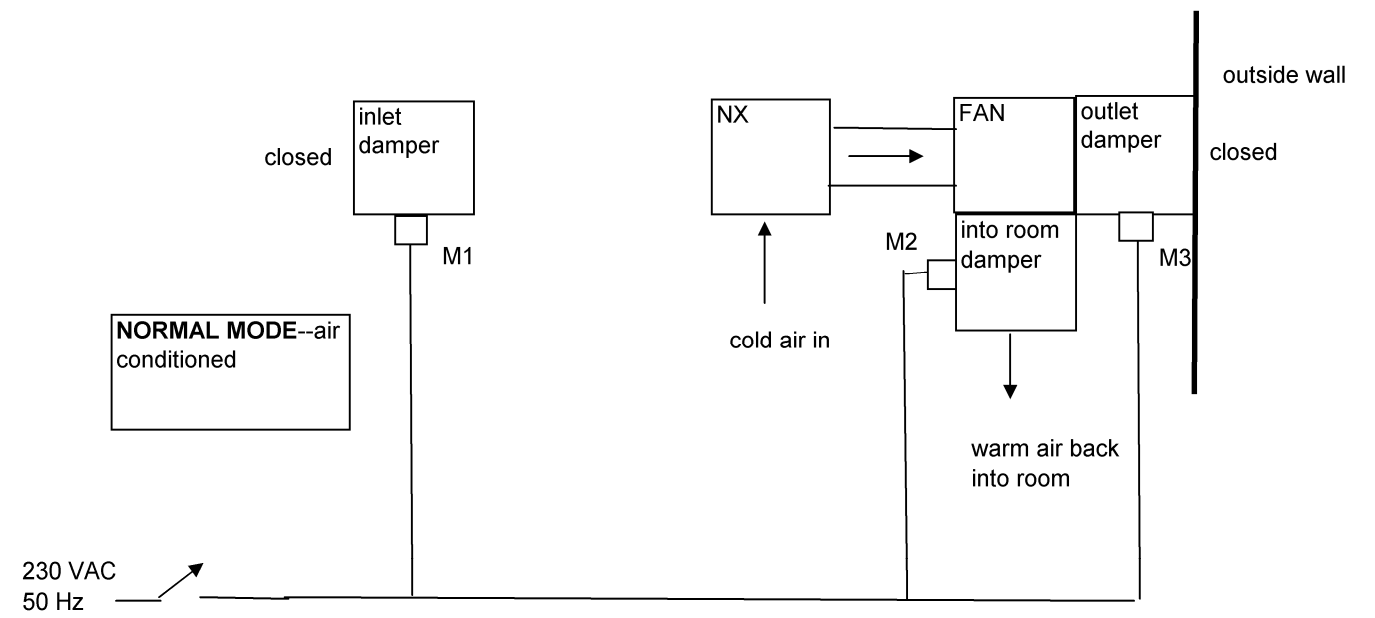 outside wall
inlet
damper
closed
M1
NX
FAN
outlet
damper
closed
M2
into room
damper
M3
cold air in
NORMAL MODE--air
conditioned
warm air back
into room
230 VAC
50 Hz